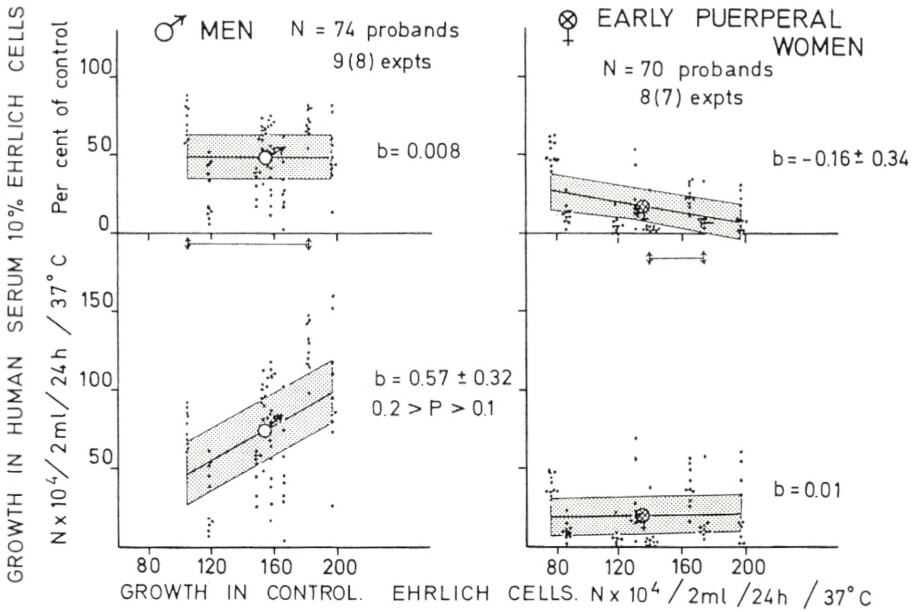 GROWTH IN HUMAN SERUM 10% EHRLICH CELLS
Per cent of control
N x 10⁴/2ml/24h /37°C
♂ MEN
N = 74 probands
9(8) expts
100
50
0
b= 0.008
EARLY PUERPERAL
WOMEN
N = 70 probands
8(7) expts
b= -0.16 ± 0.34
150
100
50
b = 0.57 ± 0.32
0.2 > P > 0.1
b = 0.01
80 120 160 200
80 120 160 200
GROWTH IN CONTROL. EHRLICH CELLS. N x 10⁴/2ml/24h /37°C